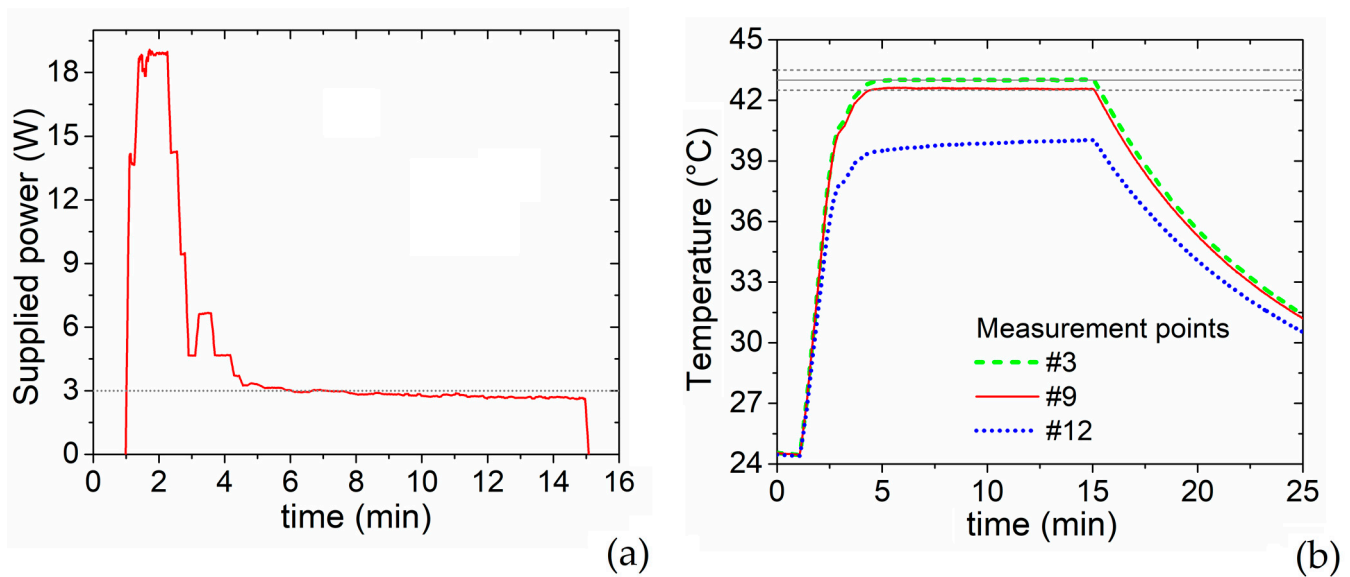 18
15
12
9
6
3
0
Supplied power (W)
0 2 4 6 8 10 12 14 16
time (min)
(a)
45
42
39
36
33
30
27
24
Temperature (°C)
Measurement points
#3
#9
#12
0 5 10 15 20 25
time (min)
(b)